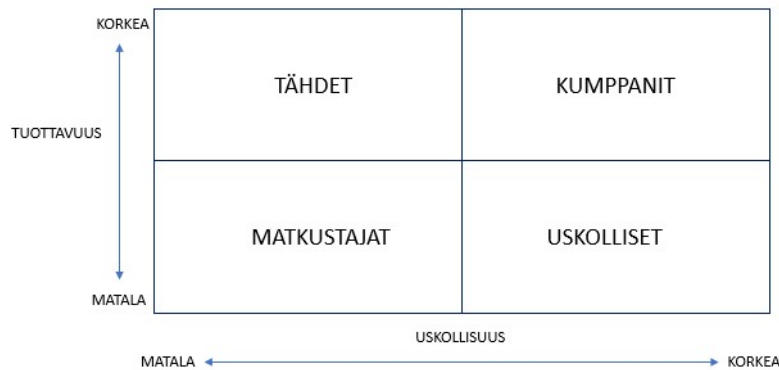 KORKEA
TÄHDET
KUMPPANIT
TUOTTAVUUS
MATKUSTAJAT
USKOLLISET
MATALA
USKOLLISUUS
MATALA
KORKEA